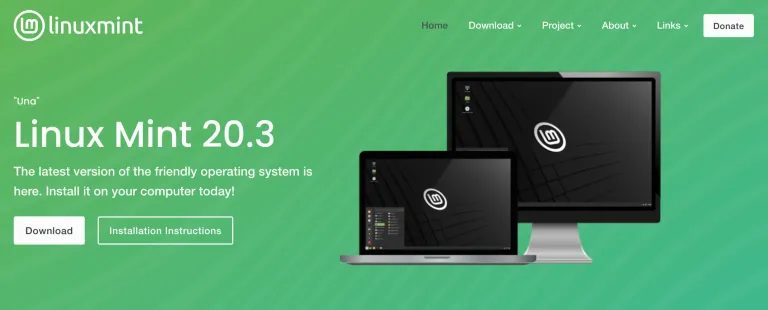 linuxmint
Home Download Project About Links Donate
"Una"
Linux Mint 20.3
The latest version of the friendly operating system is
here. Install it on your computer today!
Download Installation Instructions